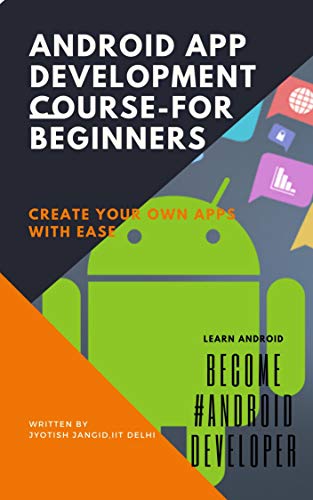 ANDROID APP
DEVELOPMENT
COURSE-FOR
BEGINNERS
CREATE YOUR OWN APPS
WITH EASE
LEARN ANDROID
BECOME
#ANDROID
DEVELOPER
WRITTEN BY
JYOTISH JANGID,IIT DELHI